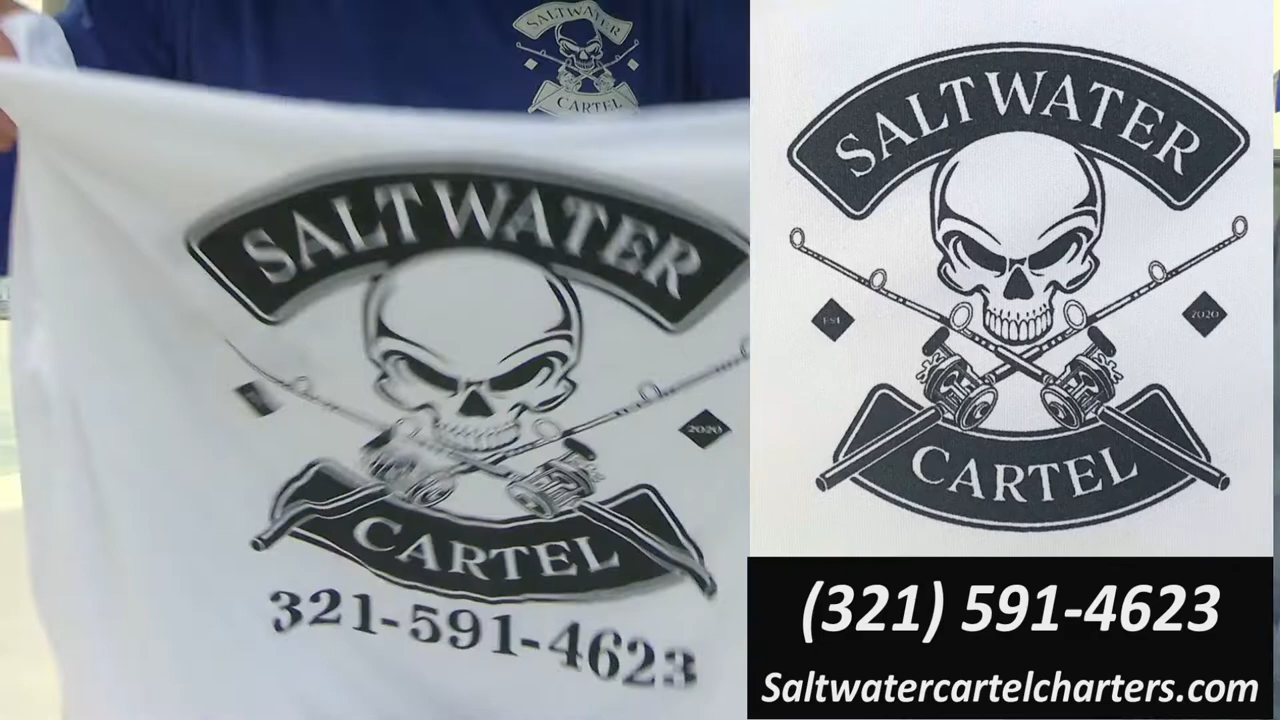 SALTWATER
CARTEL
SALTWATER
2020
CARTEL
321-591-4623
SALTWATER
EST
2020
CARTEL
(321) 591-4623
Saltwatercartelcharters.com